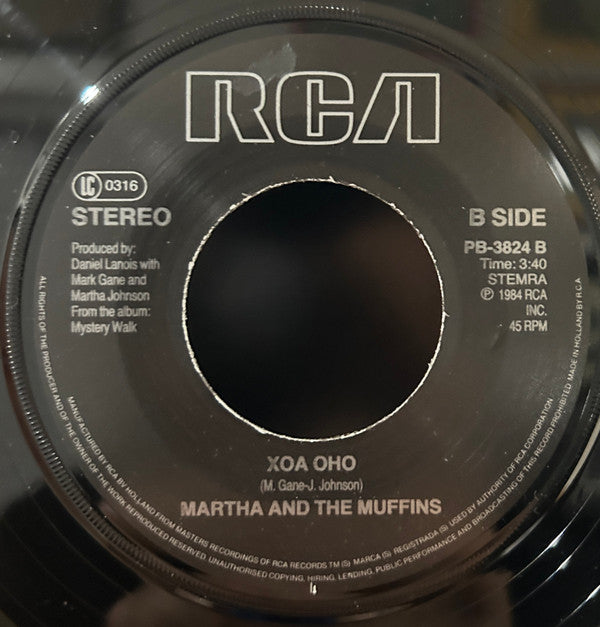 RCA
LC 0316
STEREO
Produced by:
Daniel Lanois with
Mark Gane and
Martha Johnson
From the album:
Mystery Walk
B SIDE
PB-3824 B
Time: 3:40
STEMRA
℗ 1984 RCA
INC.
45 RPM
XOA OHO
(M. Gane-J. Johnson)
MARTHA AND THE MUFFINS
MANUFACTURED BY RCA BV HOLLAND FROM MASTERS RECORDINGS OF RCA RECORDS TM (S) MARCA (S) REGISTRADA (S) USED BY AUTHORITY OF RCA CORPORATION
ALL RIGHTS OF THE PRODUCER AND OF THE OWNER OF THE WORK REPRODUCED RESERVED. UNAUTHORISED COPYING, HIRING, LENDING, PUBLIC PERFORMANCE AND BROADCASTING OF THIS RECORD PROHIBITED. MADE IN HOLLAND BY R.C.A.